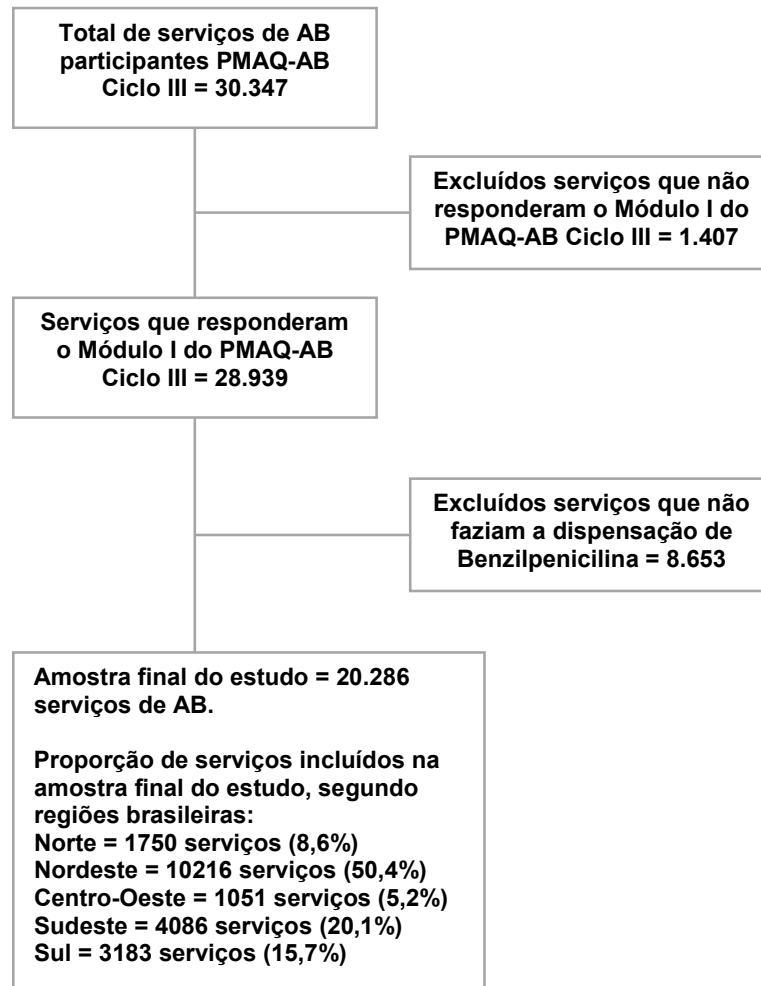 Total de serviços de AB
participantes PMAQ-AB
Ciclo III = 30.347
Excluídos serviços que não
responderam o Módulo I do
PMAQ-AB Ciclo III = 1.407
Serviços que responderam
o Módulo I do PMAQ-AB
Ciclo III = 28.939
Excluídos serviços que não
faziam a dispensação de
Benzilpenicilina = 8.653
Amostra final do estudo = 20.286
serviços de AB.
Proporção de serviços incluídos na
amostra final do estudo, segundo
regiões brasileiras:
Norte = 1750 serviços (8,6%)
Nordeste = 10216 serviços (50,4%)
Centro-Oeste = 1051 serviços (5,2%)
Sudeste = 4086 serviços (20,1%)
Sul = 3183 serviços (15,7%)